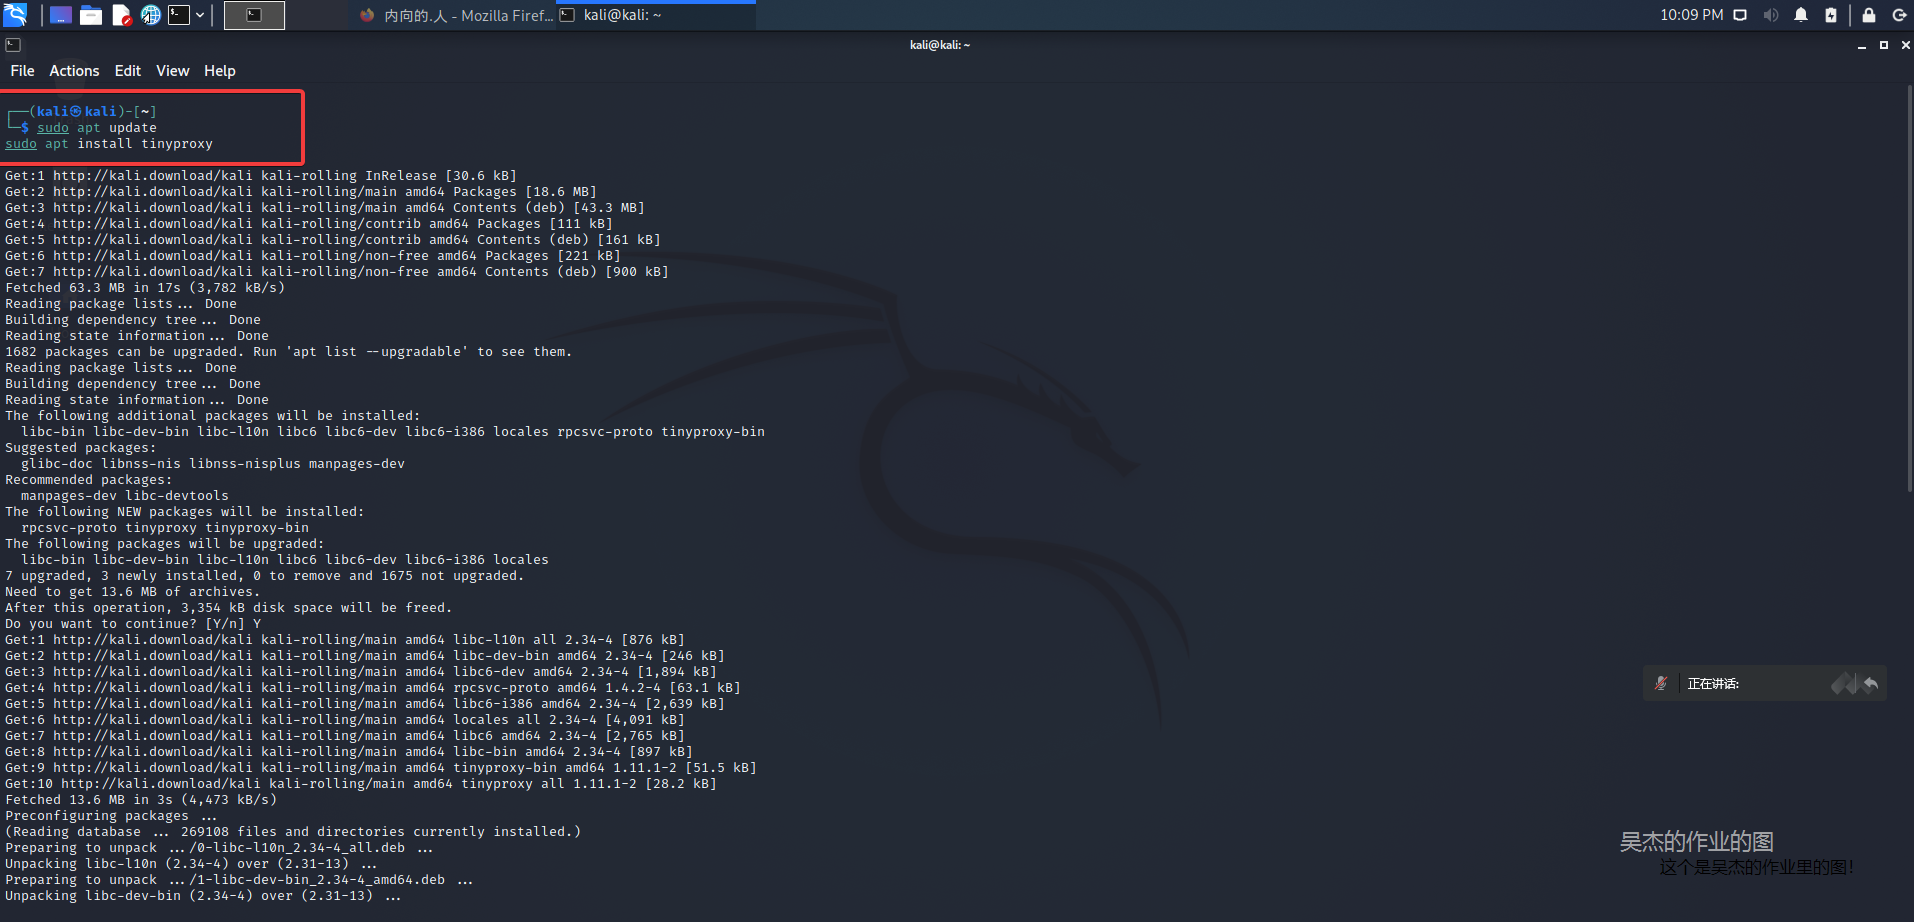 内向的.人 - Mozilla Firef...
kali@kali: ~
10:09 PM
kali@kali: ~
File Actions Edit View Help
┌──(kali㉿kali)-[~]
└─$ sudo apt update
sudo apt install tinyproxy
Get:1 http://kali.download/kali kali-rolling InRelease [30.6 kB]
Get:2 http://kali.download/kali kali-rolling/main amd64 Packages [18.6 MB]
Get:3 http://kali.download/kali kali-rolling/main amd64 Contents (deb) [43.3 MB]
Get:4 http://kali.download/kali kali-rolling/contrib amd64 Packages [111 kB]
Get:5 http://kali.download/kali kali-rolling/contrib amd64 Contents (deb) [161 kB]
Get:6 http://kali.download/kali kali-rolling/non-free amd64 Packages [221 kB]
Get:7 http://kali.download/kali kali-rolling/non-free amd64 Contents (deb) [900 kB]
Fetched 63.3 MB in 17s (3,782 kB/s)
Reading package lists... Done
Building dependency tree... Done
Reading state information... Done
1682 packages can be upgraded. Run 'apt list --upgradable' to see them.
Reading package lists... Done
Building dependency tree... Done
Reading state information... Done
The following additional packages will be installed:
libc-bin libc-dev-bin libc-l10n libc6 libc6-dev libc6-i386 locales rpcsvc-proto tinyproxy-bin
Suggested packages:
glibc-doc libnss-nis libnss-nisplus manpages-dev
Recommended packages:
manpages-dev libc-devtools
The following NEW packages will be installed:
rpcsvc-proto tinyproxy tinyproxy-bin
The following packages will be upgraded:
libc-bin libc-dev-bin libc-l10n libc6 libc6-dev libc6-i386 locales
7 upgraded, 3 newly installed, 0 to remove and 1675 not upgraded.
Need to get 13.6 MB of archives.
After this operation, 3,354 kB disk space will be freed.
Do you want to continue? [Y/n] Y
Get:1 http://kali.download/kali kali-rolling/main amd64 libc-l10n all 2.34-4 [876 kB]
Get:2 http://kali.download/kali kali-rolling/main amd64 libc-dev-bin amd64 2.34-4 [246 kB]
Get:3 http://kali.download/kali kali-rolling/main amd64 libc6-dev amd64 2.34-4 [1,894 kB]
Get:4 http://kali.download/kali kali-rolling/main amd64 rpcsvc-proto amd64 1.4.2-4 [63.1 kB]
Get:5 http://kali.download/kali kali-rolling/main amd64 libc6-i386 amd64 2.34-4 [2,639 kB]
Get:6 http://kali.download/kali kali-rolling/main amd64 locales all 2.34-4 [4,091 kB]
Get:7 http://kali.download/kali kali-rolling/main amd64 libc6 amd64 2.34-4 [2,765 kB]
Get:8 http://kali.download/kali kali-rolling/main amd64 libc-bin amd64 2.34-4 [897 kB]
Get:9 http://kali.download/kali kali-rolling/main amd64 tinyproxy-bin amd64 1.11.1-2 [51.5 kB]
Get:10 http://kali.download/kali kali-rolling/main amd64 tinyproxy all 1.11.1-2 [28.2 kB]
Fetched 13.6 MB in 3s (4,473 kB/s)
Preconfiguring packages ...
(Reading database ... 269108 files and directories currently installed.)
Preparing to unpack .../0-libc-l10n_2.34-4_all.deb ...
Unpacking libc-l10n (2.34-4) over (2.31-13) ...
Preparing to unpack .../1-libc-dev-bin_2.34-4_amd64.deb ...
Unpacking libc-dev-bin (2.34-4) over (2.31-13) ...
正在讲话:
吴杰的作业的图
这个是吴杰的作业里的图!